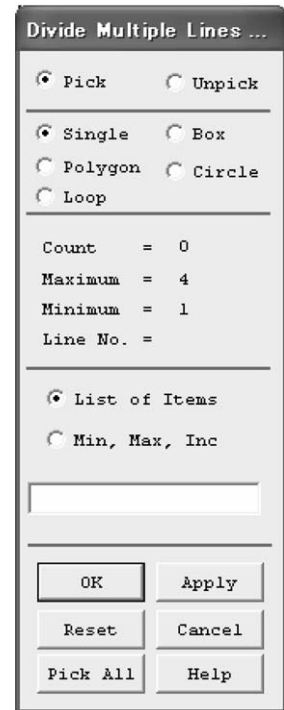 Divide Multiple Lines ...
Pick Unpick
Single Box
Polygon Circle
Loop
Count = 0
Maximum = 4
Minimum = 1
Line No. =
List of Items
Min, Max, Inc
OK Apply
Reset Cancel
Pick All Help